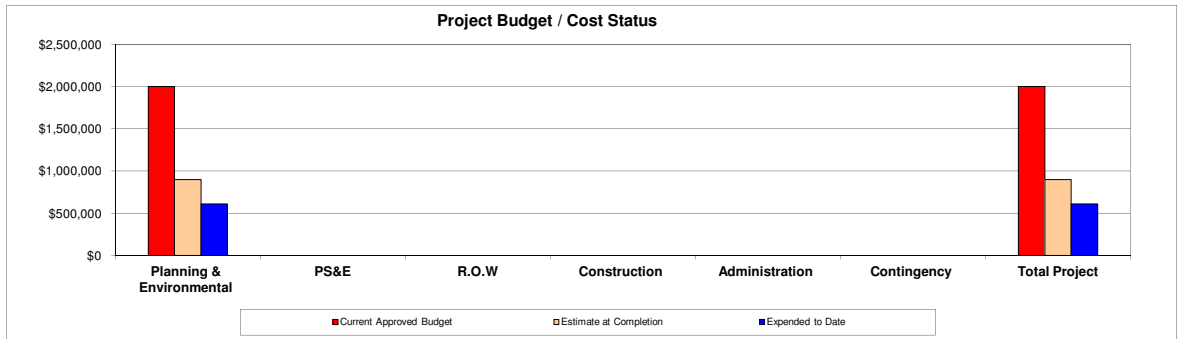 Project Budget / Cost Status
$2,500,000
$2,000,000
$1,500,000
$1,000,000
$500,000
$0
Planning &
Environmental
PS&E
R.O.W
Construction
Administration
Contingency
Total Project
Current Approved Budget
Estimate at Completion
Expended to Date